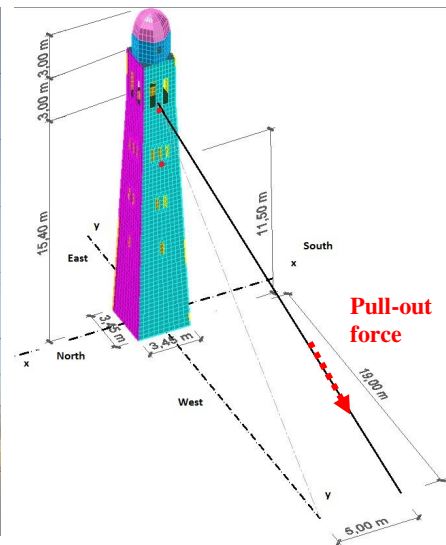 3,00 m
3,00 m
15,40 m
11,50 m
y
East
South
x
3,45 m
3,45 m
x
North
West
Pull-out
force
19,00 m
y
5,00 m